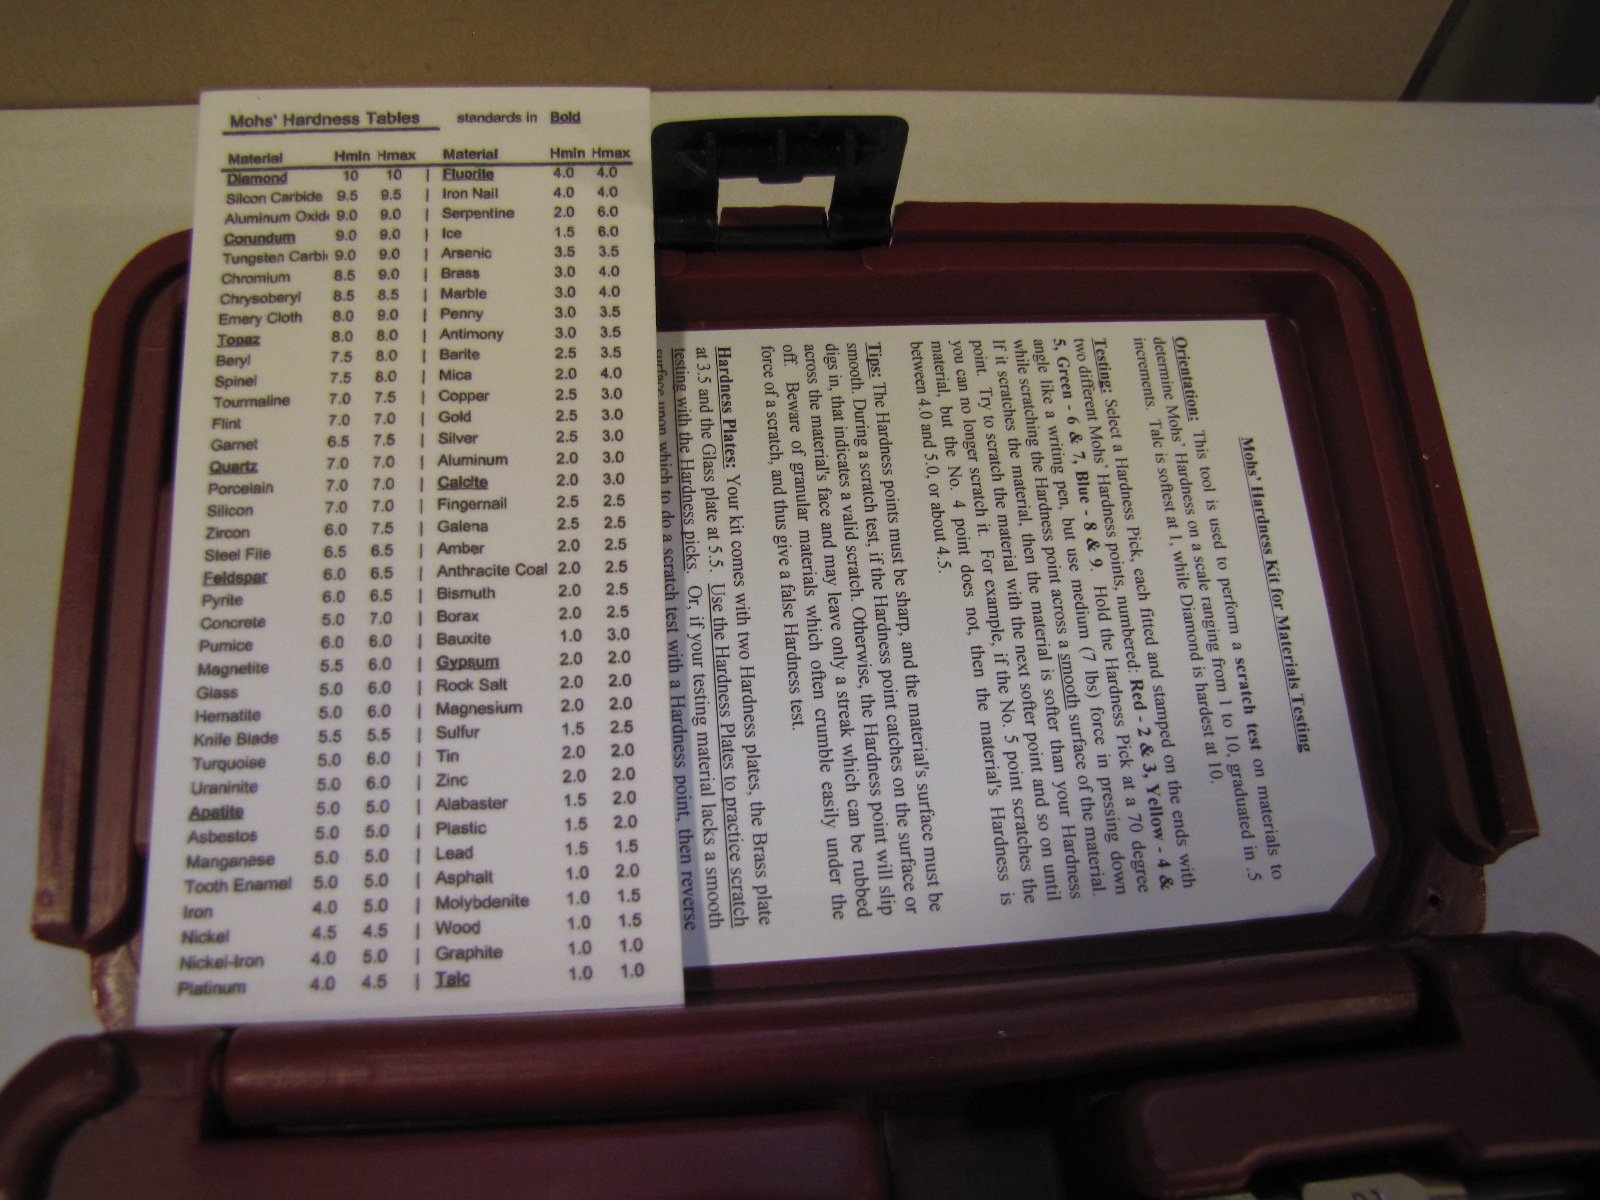 Mohs' Hardness Tables standards in Bold
Material Hmin Hmax Material Hmin Hmax
Diamond 10 10 | Fluorite 4.0 4.0
Silcon Carbide 9.5 9.5 | Iron Nail 4.0 4.0
Aluminum Oxid 9.0 9.0 | Serpentine 2.0 6.0
Corundum 9.0 9.0 | Ice 1.5 6.0
Tungsten Carbi 9.0 9.0 | Arsenic 3.5 3.5
Chromium 8.5 9.0 | Brass 3.0 4.0
Chrysoberyl 8.5 8.5 | Marble 3.0 4.0
Emery Cloth 8.0 9.0 | Penny 3.0 3.5
Topaz 8.0 8.0 | Antimony 3.0 3.5
Beryl 7.5 8.0 | Barite 2.5 3.5
Spinel 7.5 8.0 | Mica 2.0 4.0
Tourmaline 7.0 7.5 | Copper 2.5 3.0
Flint 7.0 7.0 | Gold 2.5 3.0
Garnet 6.5 7.5 | Silver 2.5 3.0
Quartz 7.0 7.0 | Aluminum 2.0 3.0
Porcelain 7.0 7.0 | Calcite 2.0 3.0
Silicon 7.0 7.0 | Fingernail 2.5 2.5
Zircon 6.0 7.5 | Galena 2.5 2.5
Steel File 6.5 6.5 | Amber 2.0 2.5
Feldspar 6.0 6.5 | Anthracite Coal 2.0 2.5
Pyrite 6.0 6.5 | Bismuth 2.0 2.5
Concrete 5.0 7.0 | Borax 2.0 2.5
Pumice 6.0 6.0 | Bauxite 1.0 3.0
Magnetite 5.5 6.0 | Gypsum 2.0 2.0
Glass 5.0 6.0 | Rock Salt 2.0 2.0
Hematite 5.0 6.0 | Magnesium 2.0 2.0
Knife Blade 5.5 5.5 | Sulfur 1.5 2.5
Turquoise 5.0 6.0 | Tin 2.0 2.0
Uraninite 5.0 6.0 | Zinc 2.0 2.0
Apatite 5.0 5.0 | Alabaster 1.5 2.0
Asbestos 5.0 5.0 | Plastic 1.5 2.0
Manganese 5.0 5.0 | Lead 1.5 1.5
Tooth Enamel 5.0 5.0 | Asphalt 1.0 2.0
Iron 4.0 5.0 | Molybdenite 1.0 1.5
Nickel 4.5 4.5 | Wood 1.0 1.5
Nickel-Iron 4.0 5.0 | Graphite 1.0 1.0
Platinum 4.0 4.5 | Talc 1.0 1.0
Mohs' Hardness Kit for Materials Testing
Orientation: This tool is used to perform a scratch test on materials to
determine Mohs' Hardness on a scale ranging from 1 to 10, graduated in .5
increments. Talc is softest at 1, while Diamond is hardest at 10.
Testing: Select a Hardness Pick, each fitted and stamped on the ends with
two different Mohs' Hardness points, numbered: Red - 2 & 3, Yellow - 4 &
5, Green - 6 & 7, Blue - 8 & 9. Hold the Hardness Pick at a 70 degree
angle like a writing pen, but use medium (7 lbs) force in pressing down
while scratching the Hardness point across a smooth surface of the material.
If it scratches the material, then the material is softer than your Hardness
point. Try to scratch the material with the next softer point and so on until
you can no longer scratch it. For example, if the No. 5 point scratches the
material, but the No. 4 point does not, then the material's Hardness is
between 4.0 and 5.0, or about 4.5.
Tips: The Hardness points must be sharp, and the material's surface must be
smooth. During a scratch test, if the Hardness point catches on the surface or
digs in, that indicates a valid scratch. Otherwise, the Hardness point will slip
across the material's face and may leave only a streak which can be rubbed
off. Beware of granular materials which often crumble easily under the
force of a scratch, and thus give a false Hardness test.
Hardness Plates: Your kit comes with two Hardness plates, the Brass plate
at 3.5 and the Glass plate at 5.5. Use the Hardness Plates to practice scratch
testing with the Hardness picks. Or, if your testing material lacks a smooth
surface upon which to do a scratch test with a Hardness point, then reverse